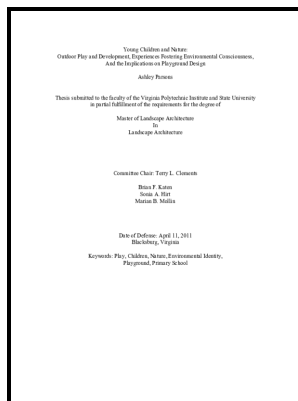 Young Children and Nature:
Outdoor Play and Development, Experiences Fostering Environmental Consciousness,
And the Implications on Playground Design
Ashley Parsons
Thesis submitted to the faculty of the Virginia Polytechnic Institute and State University
in partial fulfillment of the requirements for the degree of
Master of Landscape Architecture
In
Landscape Architecture
Committee Chair: Terry L. Clements
Brian F. Katen
Sonia A. Hirt
Marian B. Mollin
Date of Defense: April 11, 2011
Blacksburg, Virginia
Keywords: Play, Children, Nature, Environmental Identity,
Playground, Primary School